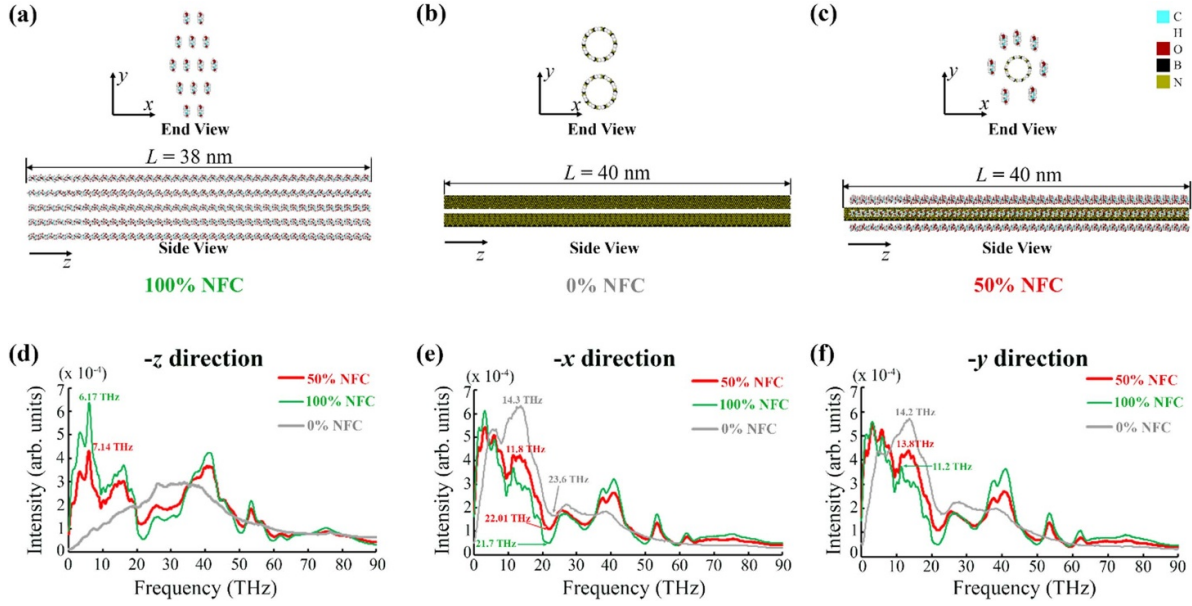 (a)
y
x
End View
L = 38 nm
Side View
z
100% NFC
(b)
y
x
End View
L = 40 nm
Side View
z
0% NFC
(c)
C
H
O
B
N
y
x
End View
L = 40 nm
Side View
z
50% NFC
(d)
-z direction
(x 10⁻⁴)
7
6
5
4
3
2
1
0
Intensity (arb. units)
6.17 THz
7.14 THz
50% NFC
100% NFC
0% NFC
0 10 20 30 40 50 60 70 80 90
Frequency (THz)
(e)
-x direction
(x 10⁻⁴)
7
6
5
4
3
2
1
0
Intensity (arb. units)
14.3 THz
11.8 THz
23.6 THz
22.01 THz
21.7 THz
50% NFC
100% NFC
0% NFC
0 10 20 30 40 50 60 70 80 90
Frequency (THz)
(f)
-y direction
(x 10⁻⁴)
7
6
5
4
3
2
1
0
Intensity (arb. units)
14.2 THz
13.8THz
11.2 THz
50% NFC
100% NFC
0% NFC
0 10 20 30 40 50 60 70 80 90
Frequency (THz)